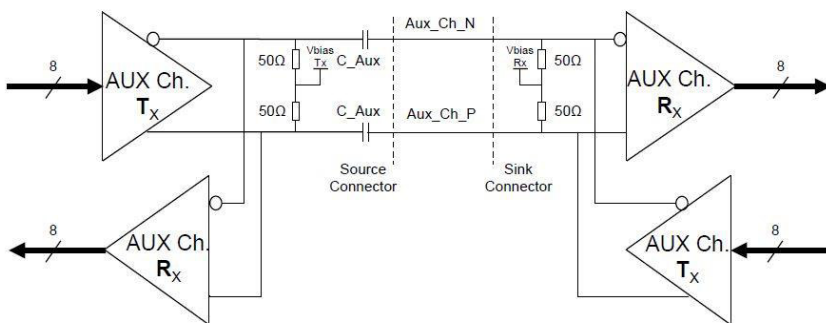 Aux_Ch_N
8
AUX Ch.
TX
50Ω
Vbias
Tx
C_Aux
50Ω
C_Aux
Aux_Ch_P
Vbias
Rx
50Ω
50Ω
AUX Ch.
RX
8
Source
Connector
Sink
Connector
8
AUX Ch.
RX
AUX Ch.
TX
8